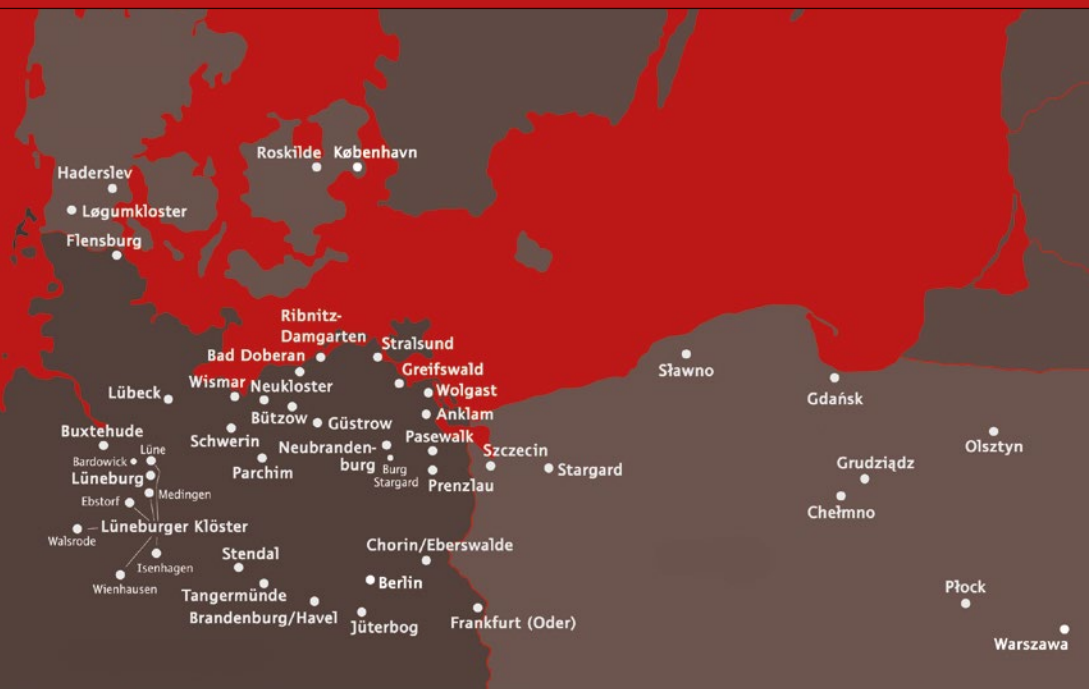 Roskilde
København
Haderslev
Løgumkloster
Flensburg
Ribnitz-
Damgarten
Stralsund
Bad Doberan
Greifswald
Wismar
Neukloster
Wolgast
Lübeck
Anklam
Bützow
Güstrow
Buxtehude
Schwerin
Pasewalk
Neubranden-
burg
Burg
Stargard
Parchim
Prenzlau
Szczecin
Stargard
Sławno
Gdańsk
Olsztyn
Grudziądz
Chełmno
Lüne
Bardowick
Lüneburg
Medingen
Ebstorf
Lüneburger Klöster
Walsrode
Isenhagen
Wienhausen
Stendal
Chorin/Eberswalde
Berlin
Tangermünde
Brandenburg/Havel
Jüterbog
Frankfurt (Oder)
Płock
Warszawa